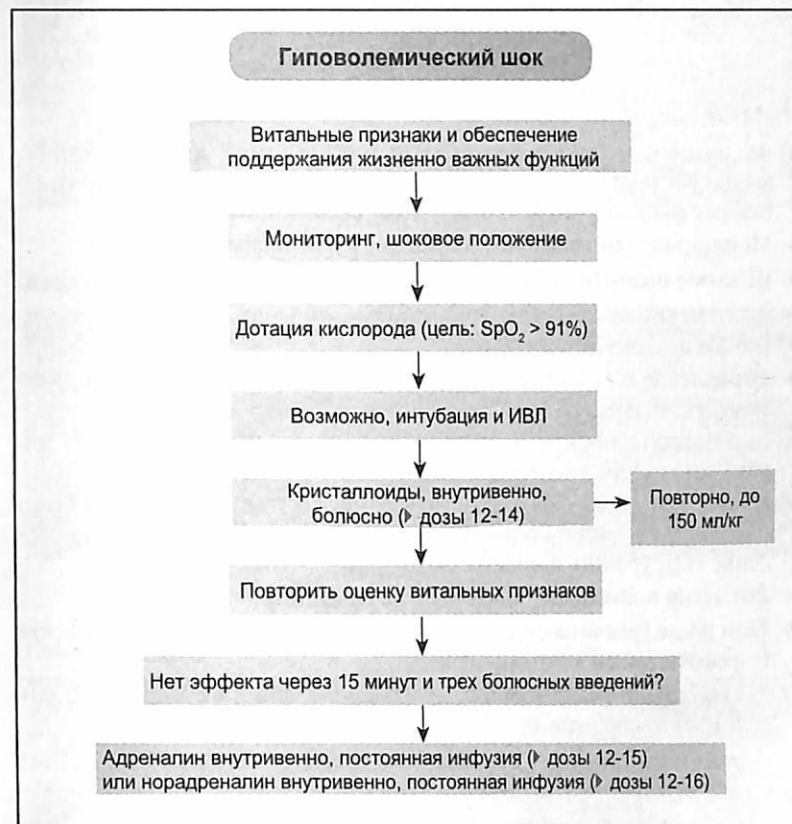 Гиповолемический шок
Витальные признаки и обеспечение
поддержания жизненно важных функций
Мониторинг, шоковое положение
Дотация кислорода (цель: SpO₂ > 91%)
Возможно, интубация и ИВЛ
Кристаллоиды, внутривенно,
болюсно (▶ дозы 12-14)
Повторно, до
150 мл/кг
Повторить оценку витальных признаков
Нет эффекта через 15 минут и трех болюсных введений?
Адреналин внутривенно, постоянная инфузия (▶ дозы 12-15)
или норадреналин внутривенно, постоянная инфузия (▶ дозы 12-16)